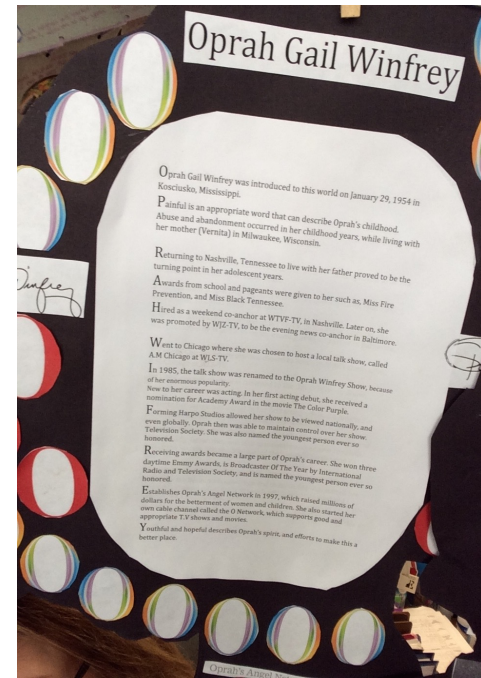 Oprah Gail Winfrey
Oprah Gail Winfrey was introduced to this world on January 29, 1954 in
Kosciusko, Mississippi.
Painful is an appropriate word that can describe Oprah's childhood.
Abuse and abandonment occurred in her childhood years, while living with
her mother (Vernita) in Milwaukee, Wisconsin.
Returning to Nashville, Tennessee to live with her father proved to be the
turning point in her adolescent years.
Awards from school and pageants were given to her such as, Miss Fire
Prevention, and Miss Black Tennessee.
Hired as a weekend co-anchor at WTVF-TV, in Nashville. Later on, she
was promoted by WJZ-TV, to be the evening news co-anchor in Baltimore.
Went to Chicago where she was chosen to host a local talk show, called
A.M Chicago at WLS-TV.
In 1985, the talk show was renamed to the Oprah Winfrey Show, because
of her enormous popularity.
New to her career was acting. In her first acting debut, she received a
nomination for Academy Award in the movie The Color Purple.
Forming Harpo Studios allowed her show to be viewed nationally, and
even globally. Oprah then was able to maintain control over her show.
Television Society. She was also named the youngest person ever so
honored.
Receiving awards became a large part of Oprah's career. She won three
daytime Emmy Awards, is Broadcaster Of The Year by International
Radio and Television Society, and is named the youngest person ever so
honored.
Establishes Oprah's Angel Network in 1997, which raised millions of
dollars for the betterment of women and children. She also started her
own cable channel called the O Network, which supports good and
appropriate T.V shows and movies.
Youthful and hopeful describes Oprah's spirit, and efforts to make this a
better place.
Winfrey
Oprah's Angel